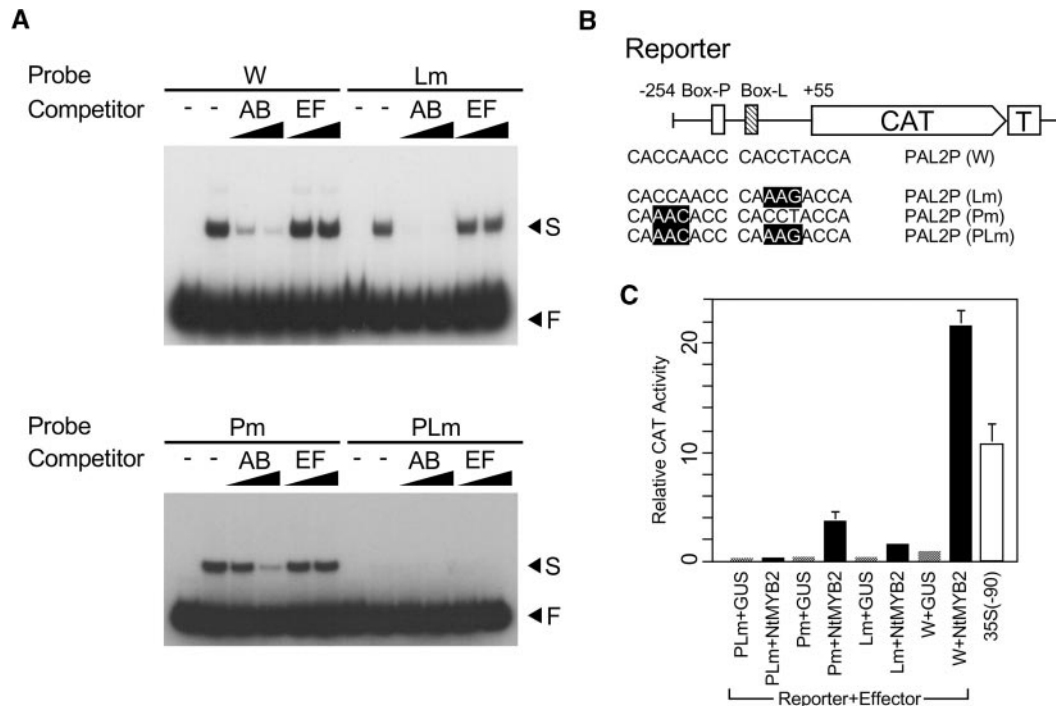 A
Probe W Lm
Competitor - - AB EF - - AB EF
S
F
Probe Pm PLm
Competitor - - AB EF - - AB EF
S
F
B
Reporter
-254 Box-P Box-L +55
CAT T
CACCAACC CACCTACCA PAL2P (W)
CACCAACC CAAAGACCA PAL2P (Lm)
CAAACACC CACCTACCA PAL2P (Pm)
CAAACACC CAAAGACCA PAL2P (PLm)
C
Relative CAT Activity
20
10
0
PLm+GUS
PLm+NtMYB2
Pm+GUS
Pm+NtMYB2
Lm+GUS
Lm+NtMYB2
W+GUS
W+NtMYB2
35S(-90)
Reporter+Effector